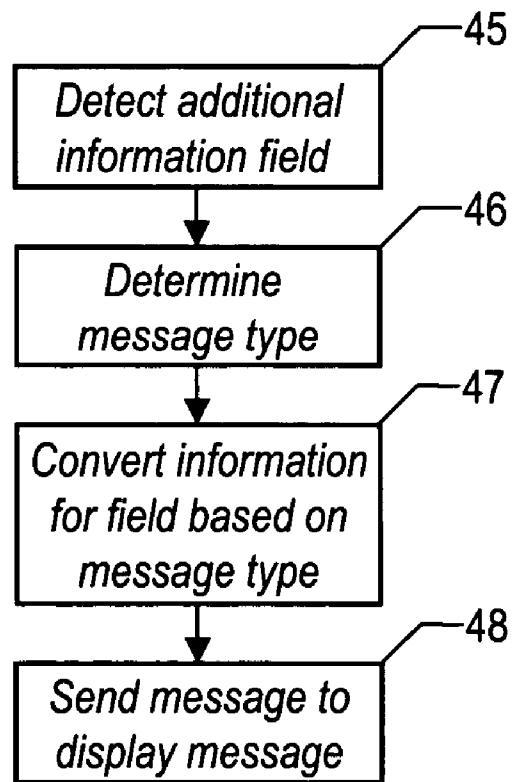 45
Detect additional
information field
46
Determine
message type
47
Convert information
for field based on
message type
48
Send message to
display message